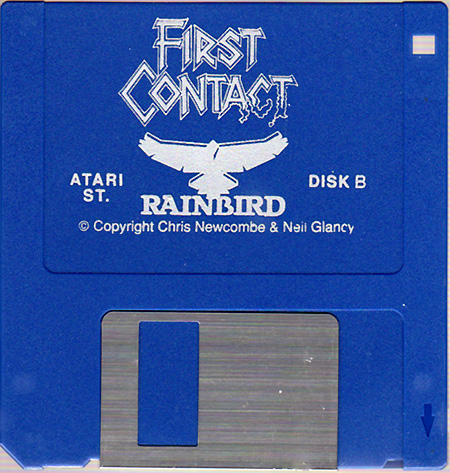 FIRST
CONTACT
ATARI
ST.
DISK B
RAINBIRD
© Copyright Chris Newcombe & Neil Glancy